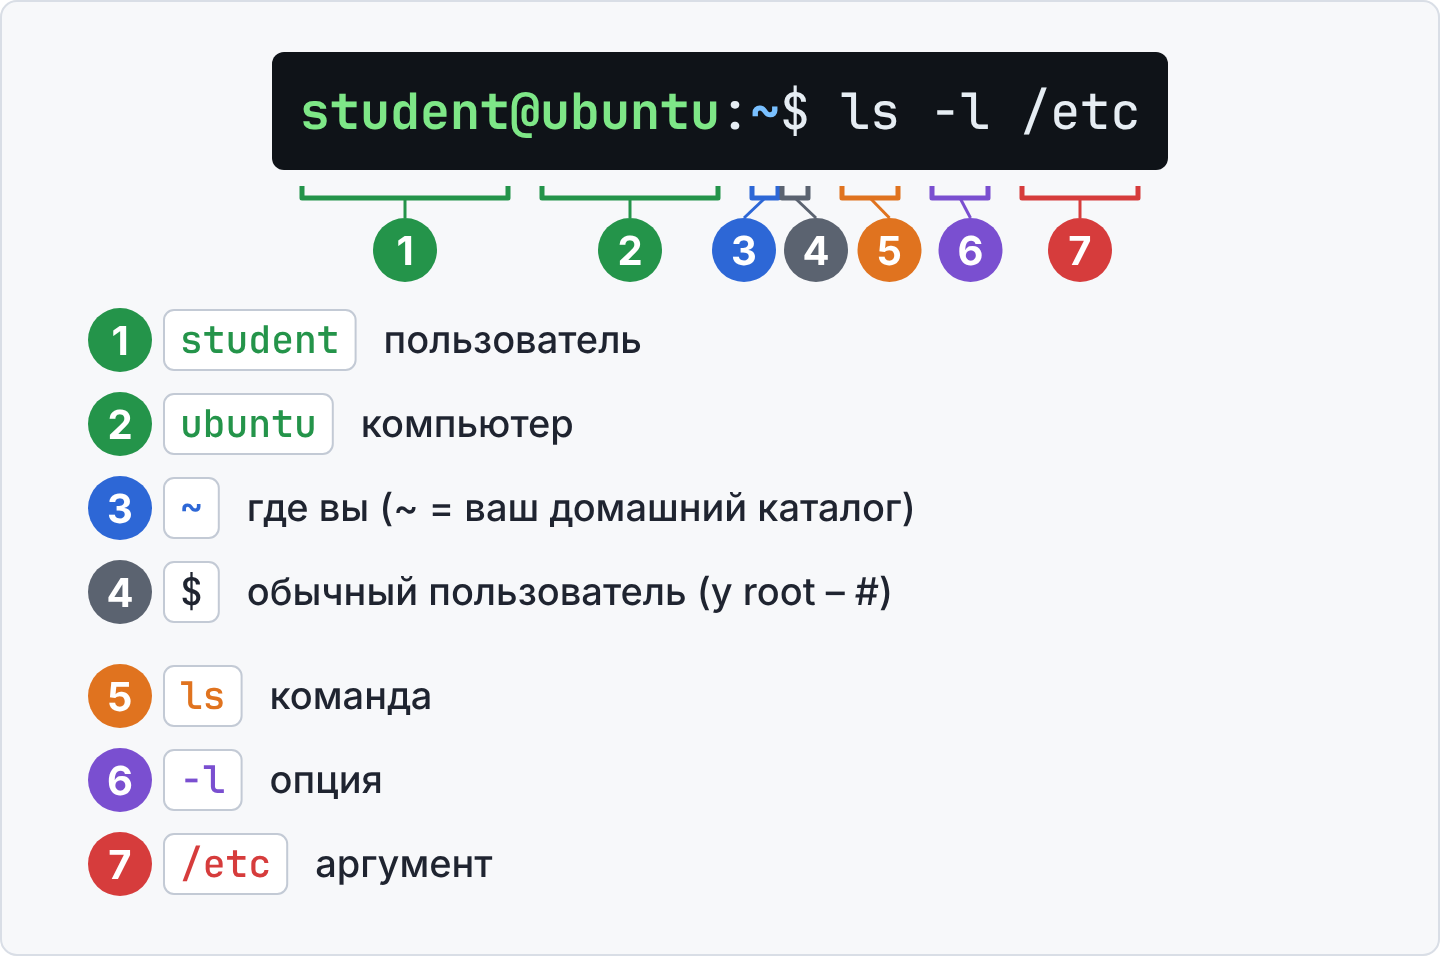 student@ubuntu:~$ ls -l /etc
1 2 3 4 5 6 7
1 student пользователь
2 ubuntu компьютер
3 ~ где вы (~ = ваш домашний каталог)
4 $ обычный пользователь (у root – #)
5 ls команда
6 -l опция
7 /etc аргумент